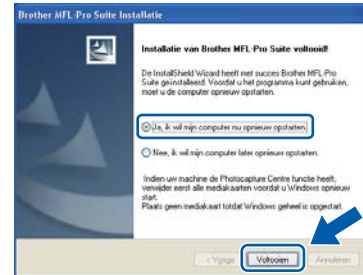 Brother MFL-Pro Suite Installatie
Installatie van Brother MFL-Pro Suite voltooid!
De InstallShield Wizard heeft met succes Brother MFL-Pro
Suite geïnstalleerd. Voordat u het programma kunt gebruiken,
moet u de computer opnieuw opstarten.
Ja, ik wil mijn computer nu opnieuw opstarten.
Nee, ik wil mijn computer later opnieuw opstarten.
Indien uw machine de Photocapture Centre functie heeft,
verwijder eerst alle mediakaarten voordat u Windows opnieuw
start.
Plaats geen mediakaart totdat Windows geheel is opgestart.
< Vorige Voltooien Annuleren